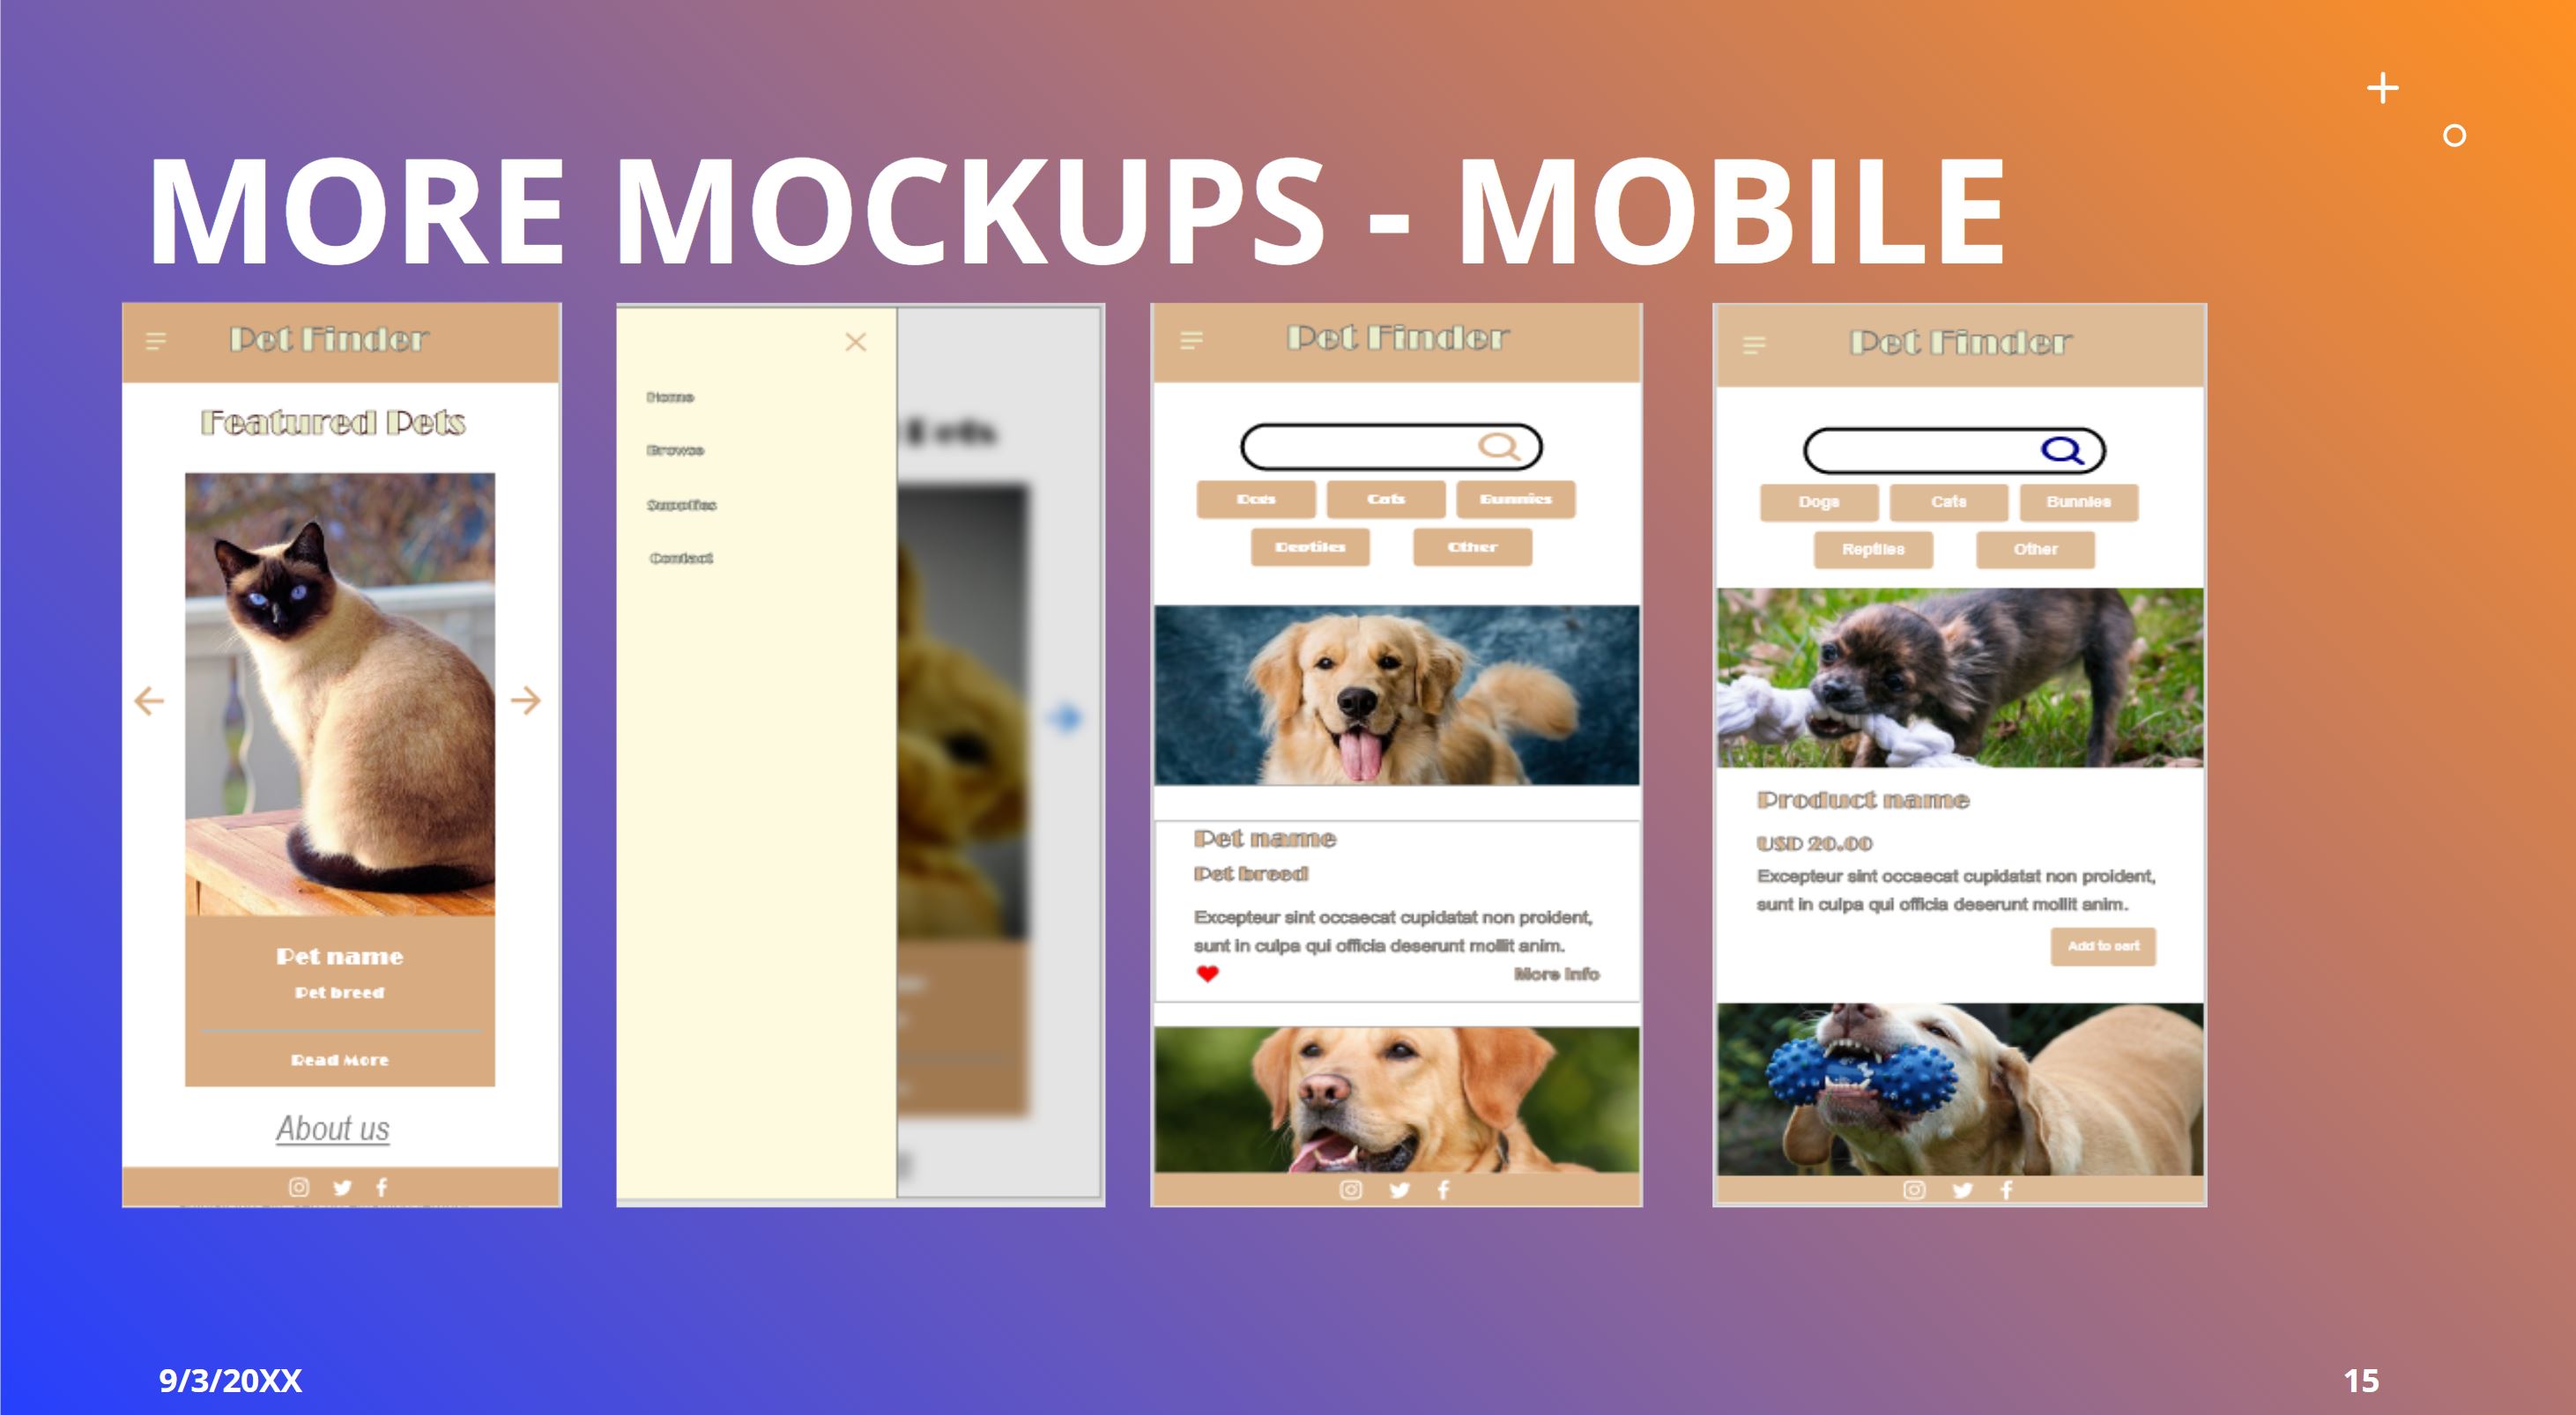 MORE MOCKUPS - MOBILE
Pet Finder
Featured Pets
Pet name
Pet breed
Read More
About us
Home
Browse
Supplies
Contact
Pet Finder
Dogs Cats Bunnies
Reptiles Other
Pet name
Pet breed
Excepteur sint occaecat cupidatat non proident,
sunt in culpa qui officia deserunt mollit anim.
More Info
Pet Finder
Dogs Cats Bunnies
Reptiles Other
Product name
USD 20.00
Excepteur sint occaecat cupidatat non proident,
sunt in culpa qui officia deserunt mollit anim.
Add to cart
9/3/20XX
15